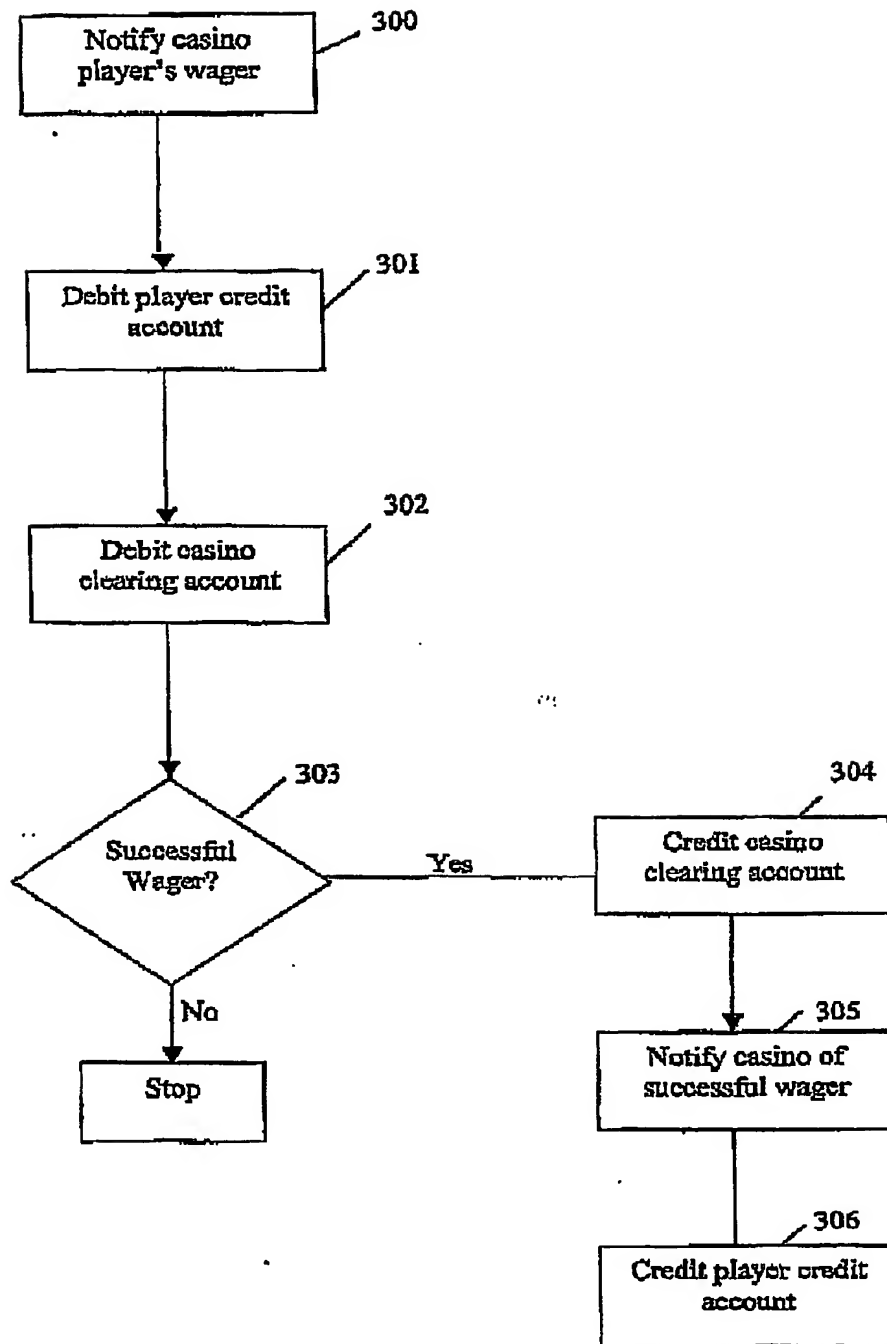 300
Notify casino
player's wager
301
Debit player credit
account
302
Debit casino
clearing account
303
Successful
Wager?
Yes
No
Stop
304
Credit casino
clearing account
305
Notify casino of
successful wager
306
Credit player credit
account